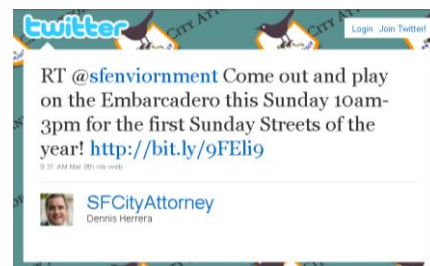 twitter
Login Join Twitter!
RT @sfenviornment Come out and play
on the Embarcadero this Sunday 10am-
3pm for the first Sunday Streets of the
year! http://bit.ly/9FEli9
9:31 AM Mar 9th via web
SFCityAttorney
Dennis Herrera